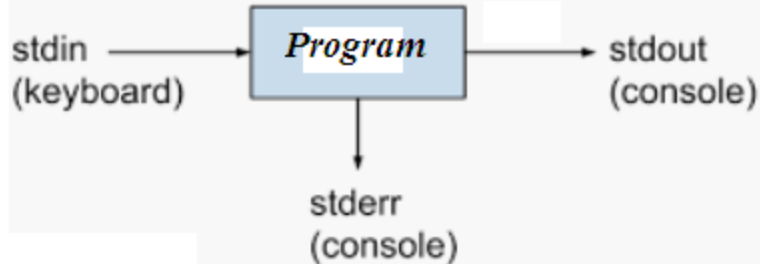 stdin
(keyboard)
Program
stdout
(console)
stderr
(console)